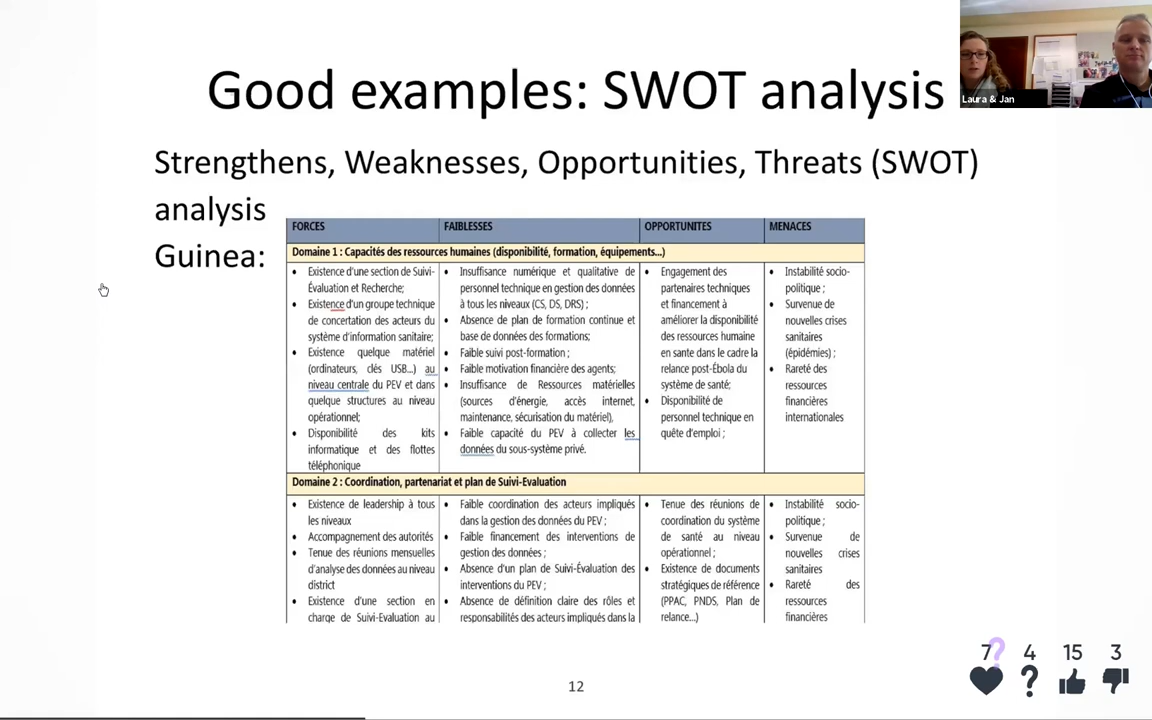 Good examples: SWOT analysis
Laura & Jan
Strengthens, Weaknesses, Opportunities, Threats (SWOT)
analysis
Guinea:
FORCES
FAIBLESSES
OPPORTUNITES
MENACES
Domaine 1 : Capacités des ressources humaines (disponibilité, formation, équipements...)
• Existence d'une section de Suivi-
Évaluation et Recherche;
• Existence d'un groupe technique
de concertation des acteurs du
système d'information sanitaire;
• Existence quelque matériel
(ordinateurs, clés USB...) au
niveau centrale du PEV et dans
quelque structures au niveau
opérationnel;
• Disponibilité des kits
informatique et des flottes
téléphonique
• Insuffisance numérique et qualitative de
personnel technique en gestion des données
à tous les niveaux (CS, DS, DRS) ;
• Absence de plan de formation continue et
base de données des formations;
• Faible suivi post-formation ;
• Faible motivation financière des agents;
• Insuffisance de Ressources matérielles
(sources d'énergie, accès internet,
maintenance, sécurisation du matériel),
• Faible capacité du PEV à collecter les
données du sous-système privé.
• Engagement des
partenaires techniques
et financement à
améliorer la disponibilité
des ressources humaine
en sante dans le cadre la
relance post-Ébola du
système de santé;
• Disponibilité de
personnel technique en
quête d'emploi ;
• Instabilité socio-
politique ;
• Survenue de
nouvelles crises
sanitaires
(épidémies) ;
• Rareté des
ressources
financières
internationales
Domaine 2 : Coordination, partenariat et plan de Suivi-Evaluation
• Existence de leadership à tous
les niveaux
• Accompagnement des autorités
• Tenue des réunions mensuelles
d'analyse des données au niveau
district
• Existence d'une section en
charge de Suivi-Evaluation au
• Faible coordination des acteurs impliqués
dans la gestion des données du PEV ;
• Faible financement des interventions de
gestion des données ;
• Absence d'un plan de Suivi-Évaluation des
interventions du PEV ;
• Absence de définition claire des rôles et
responsabilités des acteurs impliqués dans la
• Tenue des réunions de
coordination du système
de santé au niveau
opérationnel ;
• Existence de documents
stratégiques de référence
(PPAC, PNDS, Plan de
relance...)
• Instabilité socio-
politique ;
• Survenue de
nouvelles crises
sanitaires
• Rareté des
ressources
financières
12
7 4 15 3